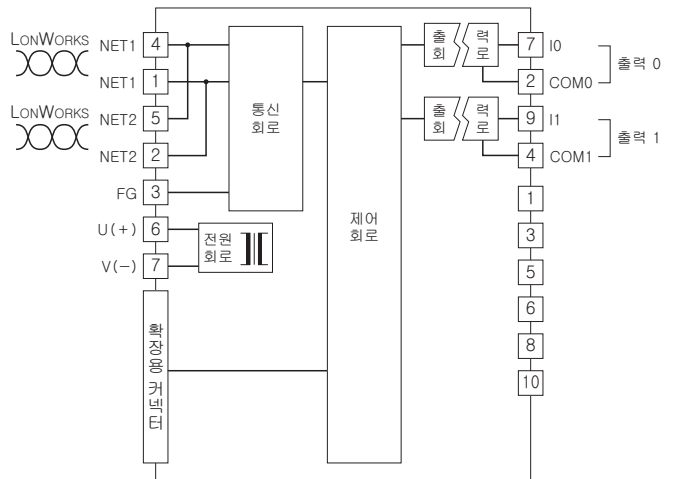 LONWORKS
NET1 4
NET1 1
LONWORKS
NET2 5
NET2 2
FG 3
U(+) 6
V(−) 7
통신
회로
전원
회로
확장용 커넥터
제어
회로
출력
회로
7 I0
2 COM0
출력 0
출력
회로
9 I1
4 COM1
출력 1
1
3
5
6
8
10